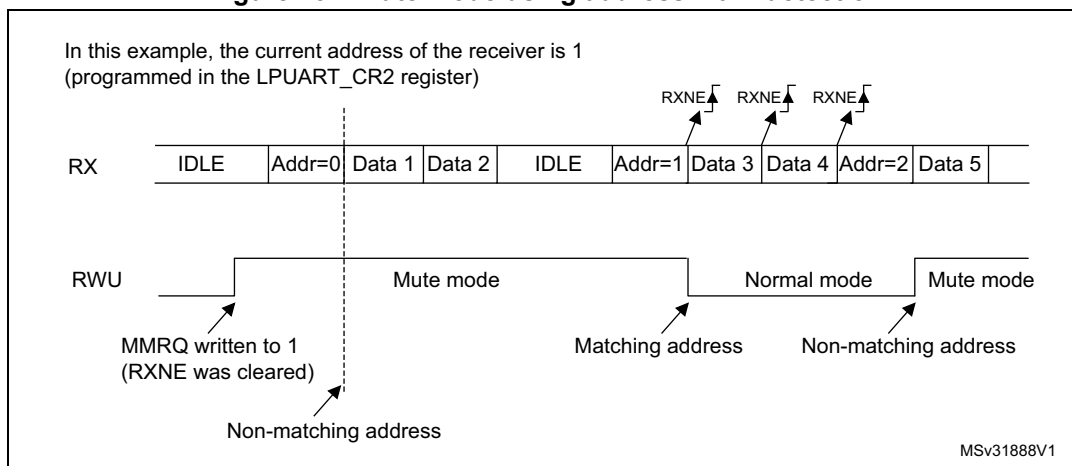 In this example, the current address of the receiver is 1
(programmed in the LPUART_CR2 register)
RXNE RXNE RXNE
RX IDLE Addr=0 Data 1 Data 2 IDLE Addr=1 Data 3 Data 4 Addr=2 Data 5
RWU Mute mode Normal mode Mute mode
MMRQ written to 1 Matching address Non-matching address
(RXNE was cleared)
Non-matching address
MSv31888V1